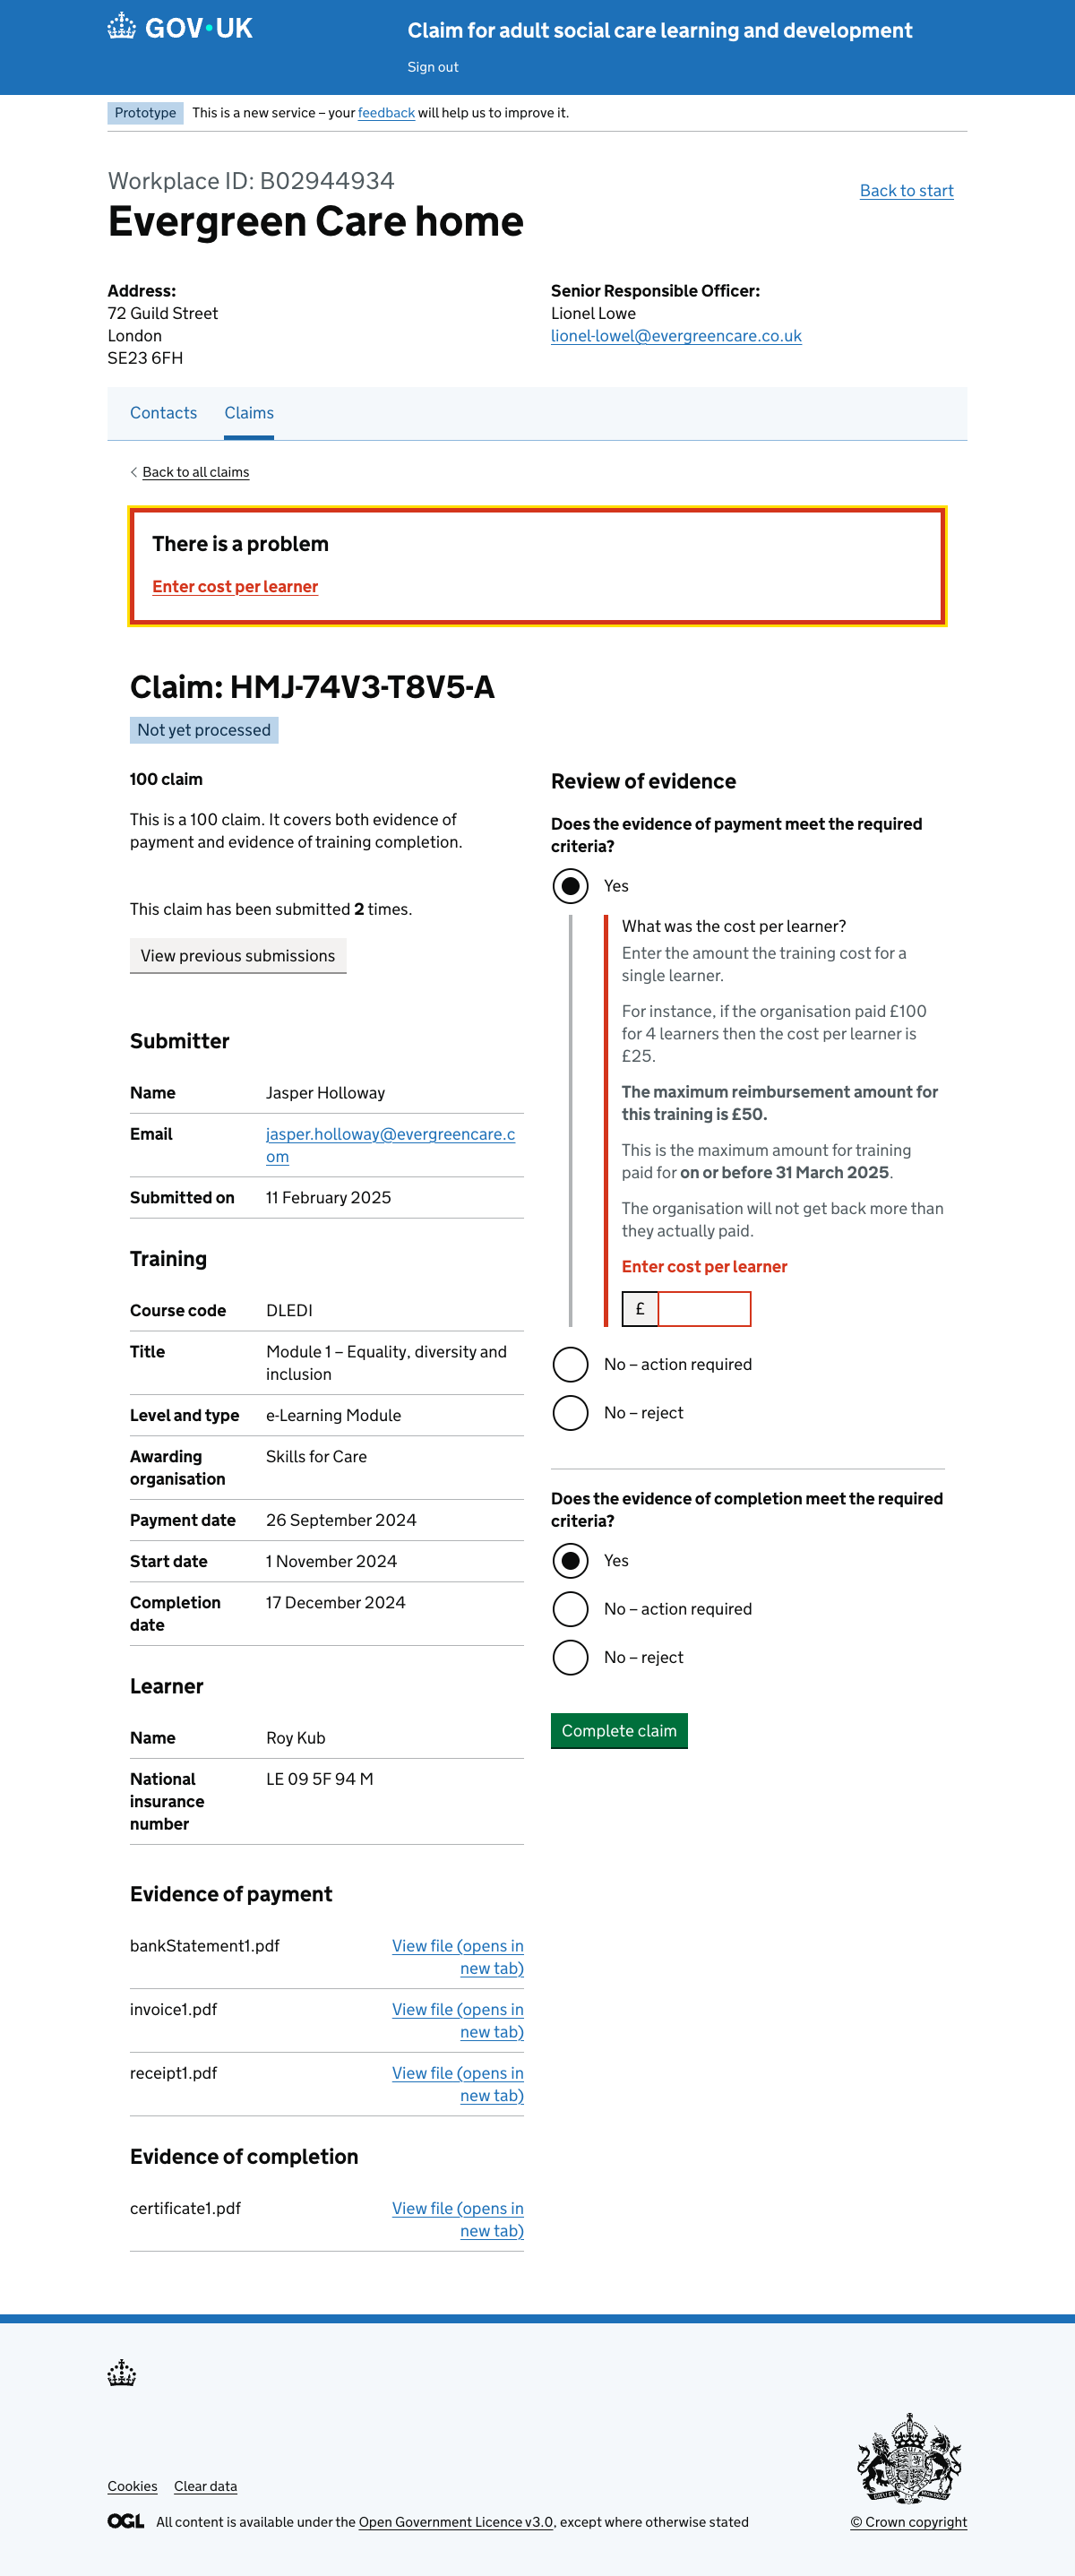 GOV·UK
Claim for adult social care learning and development
Sign out
Prototype
This is a new service – your feedback will help us to improve it.
Workplace ID: B02944934
Evergreen Care home
Back to start
Address:
72 Guild Street
London
SE23 6FH
Senior Responsible Officer:
Lionel Lowe
lionel-lowel@evergreencare.co.uk
Contacts
Claims
Back to all claims
There is a problem
Enter cost per learner
Claim: HMJ-74V3-T8V5-A
Not yet processed
100 claim
This is a 100 claim. It covers both evidence of
payment and evidence of training completion.
This claim has been submitted 2 times.
View previous submissions
Submitter
Name
Jasper Holloway
Email
jasper.holloway@evergreencare.c
om
Submitted on
11 February 2025
Training
Course code
DLEDI
Title
Module 1 – Equality, diversity and
inclusion
Level and type
e-Learning Module
Awarding
organisation
Skills for Care
Payment date
26 September 2024
Start date
1 November 2024
Completion
date
17 December 2024
Learner
Name
Roy Kub
National
insurance
number
LE 09 5F 94 M
Evidence of payment
bankStatement1.pdf
View file (opens in
new tab)
invoice1.pdf
View file (opens in
new tab)
receipt1.pdf
View file (opens in
new tab)
Evidence of completion
certificate1.pdf
View file (opens in
new tab)
Review of evidence
Does the evidence of payment meet the required
criteria?
Yes
What was the cost per learner?
Enter the amount the training cost for a
single learner.
For instance, if the organisation paid £100
for 4 learners then the cost per learner is
£25.
The maximum reimbursement amount for
this training is £50.
This is the maximum amount for training
paid for on or before 31 March 2025.
The organisation will not get back more than
they actually paid.
Enter cost per learner
£
No – action required
No – reject
Does the evidence of completion meet the required
criteria?
Yes
No – action required
No – reject
Complete claim
Cookies
Clear data
OGL
All content is available under the Open Government Licence v3.0, except where otherwise stated
© Crown copyright